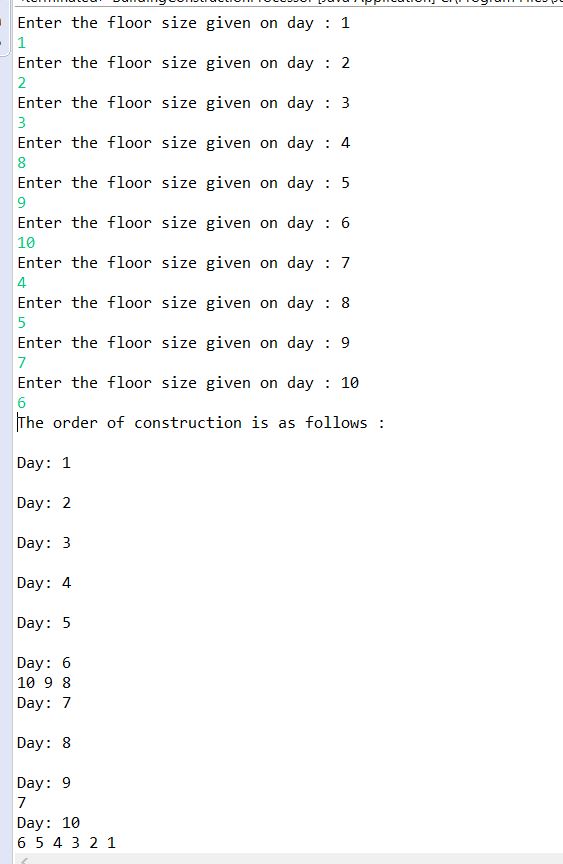 Enter the floor size given on day : 1
1
Enter the floor size given on day : 2
2
Enter the floor size given on day : 3
3
Enter the floor size given on day : 4
8
Enter the floor size given on day : 5
9
Enter the floor size given on day : 6
10
Enter the floor size given on day : 7
4
Enter the floor size given on day : 8
5
Enter the floor size given on day : 9
7
Enter the floor size given on day : 10
6
The order of construction is as follows :
Day: 1
Day: 2
Day: 3
Day: 4
Day: 5
Day: 6
10 9 8
Day: 7
Day: 8
Day: 9
7
Day: 10
6 5 4 3 2 1